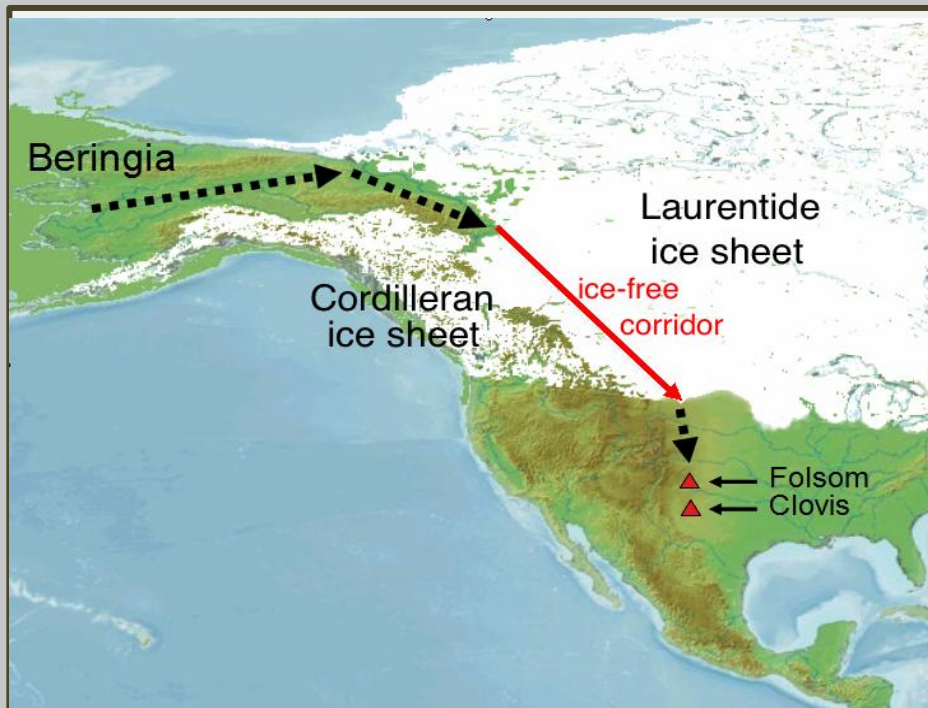 Beringia
Laurentide
ice sheet
ice-free
corridor
Cordilleran
ice sheet
Folsom
Clovis